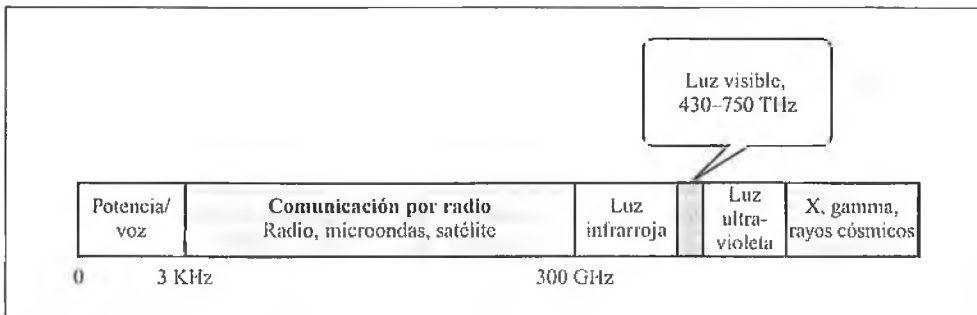 Luz visible,
430–750 THz
Potencia/
voz
Comunicación por radio
Radio, microondas, satélite
Luz
infrarroja
Luz
ultra-
violeta
X, gamma,
rayos cósmicos
0
3 KHz
300 GHz